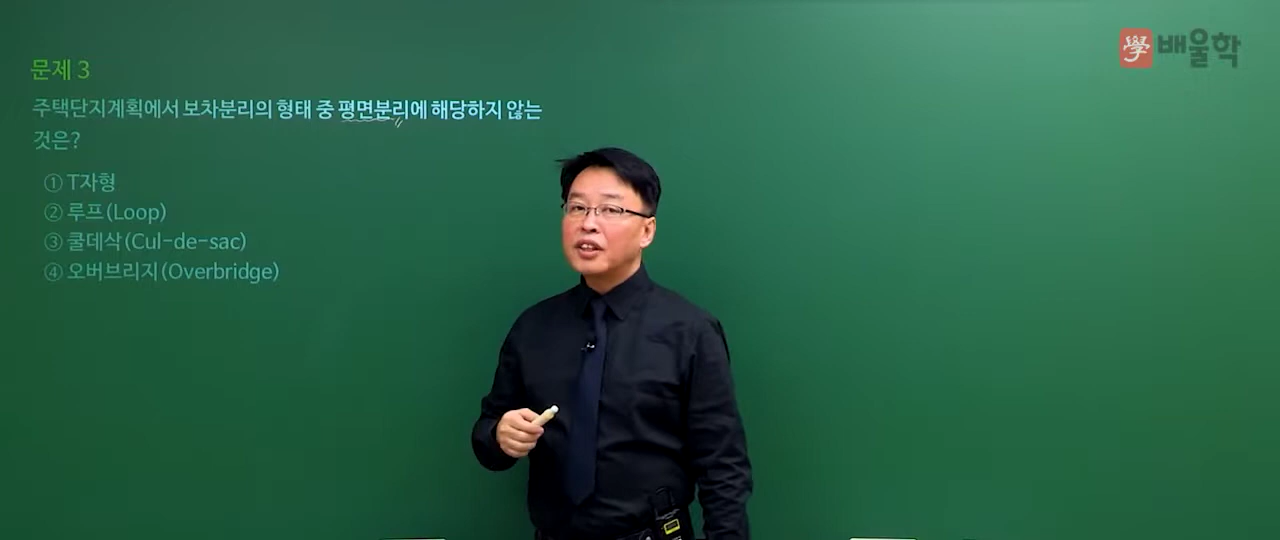 學 배울학
문제 3
주택단지계획에서 보차분리의 형태 중 평면분리에 해당하지 않는
것은?
① T자형
② 루프(Loop)
③ 쿨데삭(Cul-de-sac)
④ 오버브리지(Overbridge)